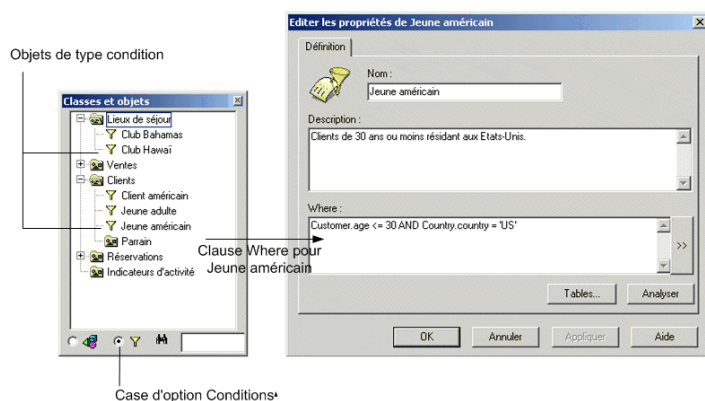 Objets de type condition
Classes et objets
Lieux de séjour
Club Bahamas
Club Hawaï
Ventes
Clients
Client américain
Jeune adulte
Jeune américain
Parrain
Réservations
Indicateurs d'activité
Case d'option Conditions
Clause Where pour
Jeune américain
Editer les propriétés de Jeune américain
Définition
Nom :
Jeune américain
Description :
Clients de 30 ans ou moins résidant aux Etats-Unis.
Where :
Customer.age <= 30 AND Country.country = 'US'
>>
Tables...
Analyser
OK
Annuler
Appliquer
Aide